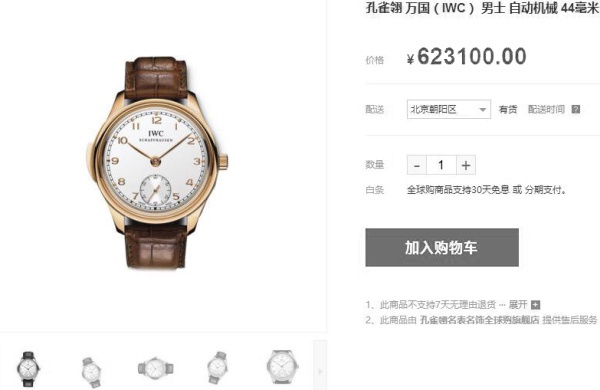 孔雀翎 万国（IWC） 男士 自动机械 44毫米
价格 ¥ 623100.00
配送 北京朝阳区 有货 配送时间 ?
数量 - 1 +
白条 全球购商品支持30天免息 或 分期支付。
加入购物车
1、此商品不支持7天无理由退货 ··· 展开 +
2、此商品由 孔雀翎名表名饰全球购旗舰店 提供售后服务
IWC
SCHAFFHAUSEN
12